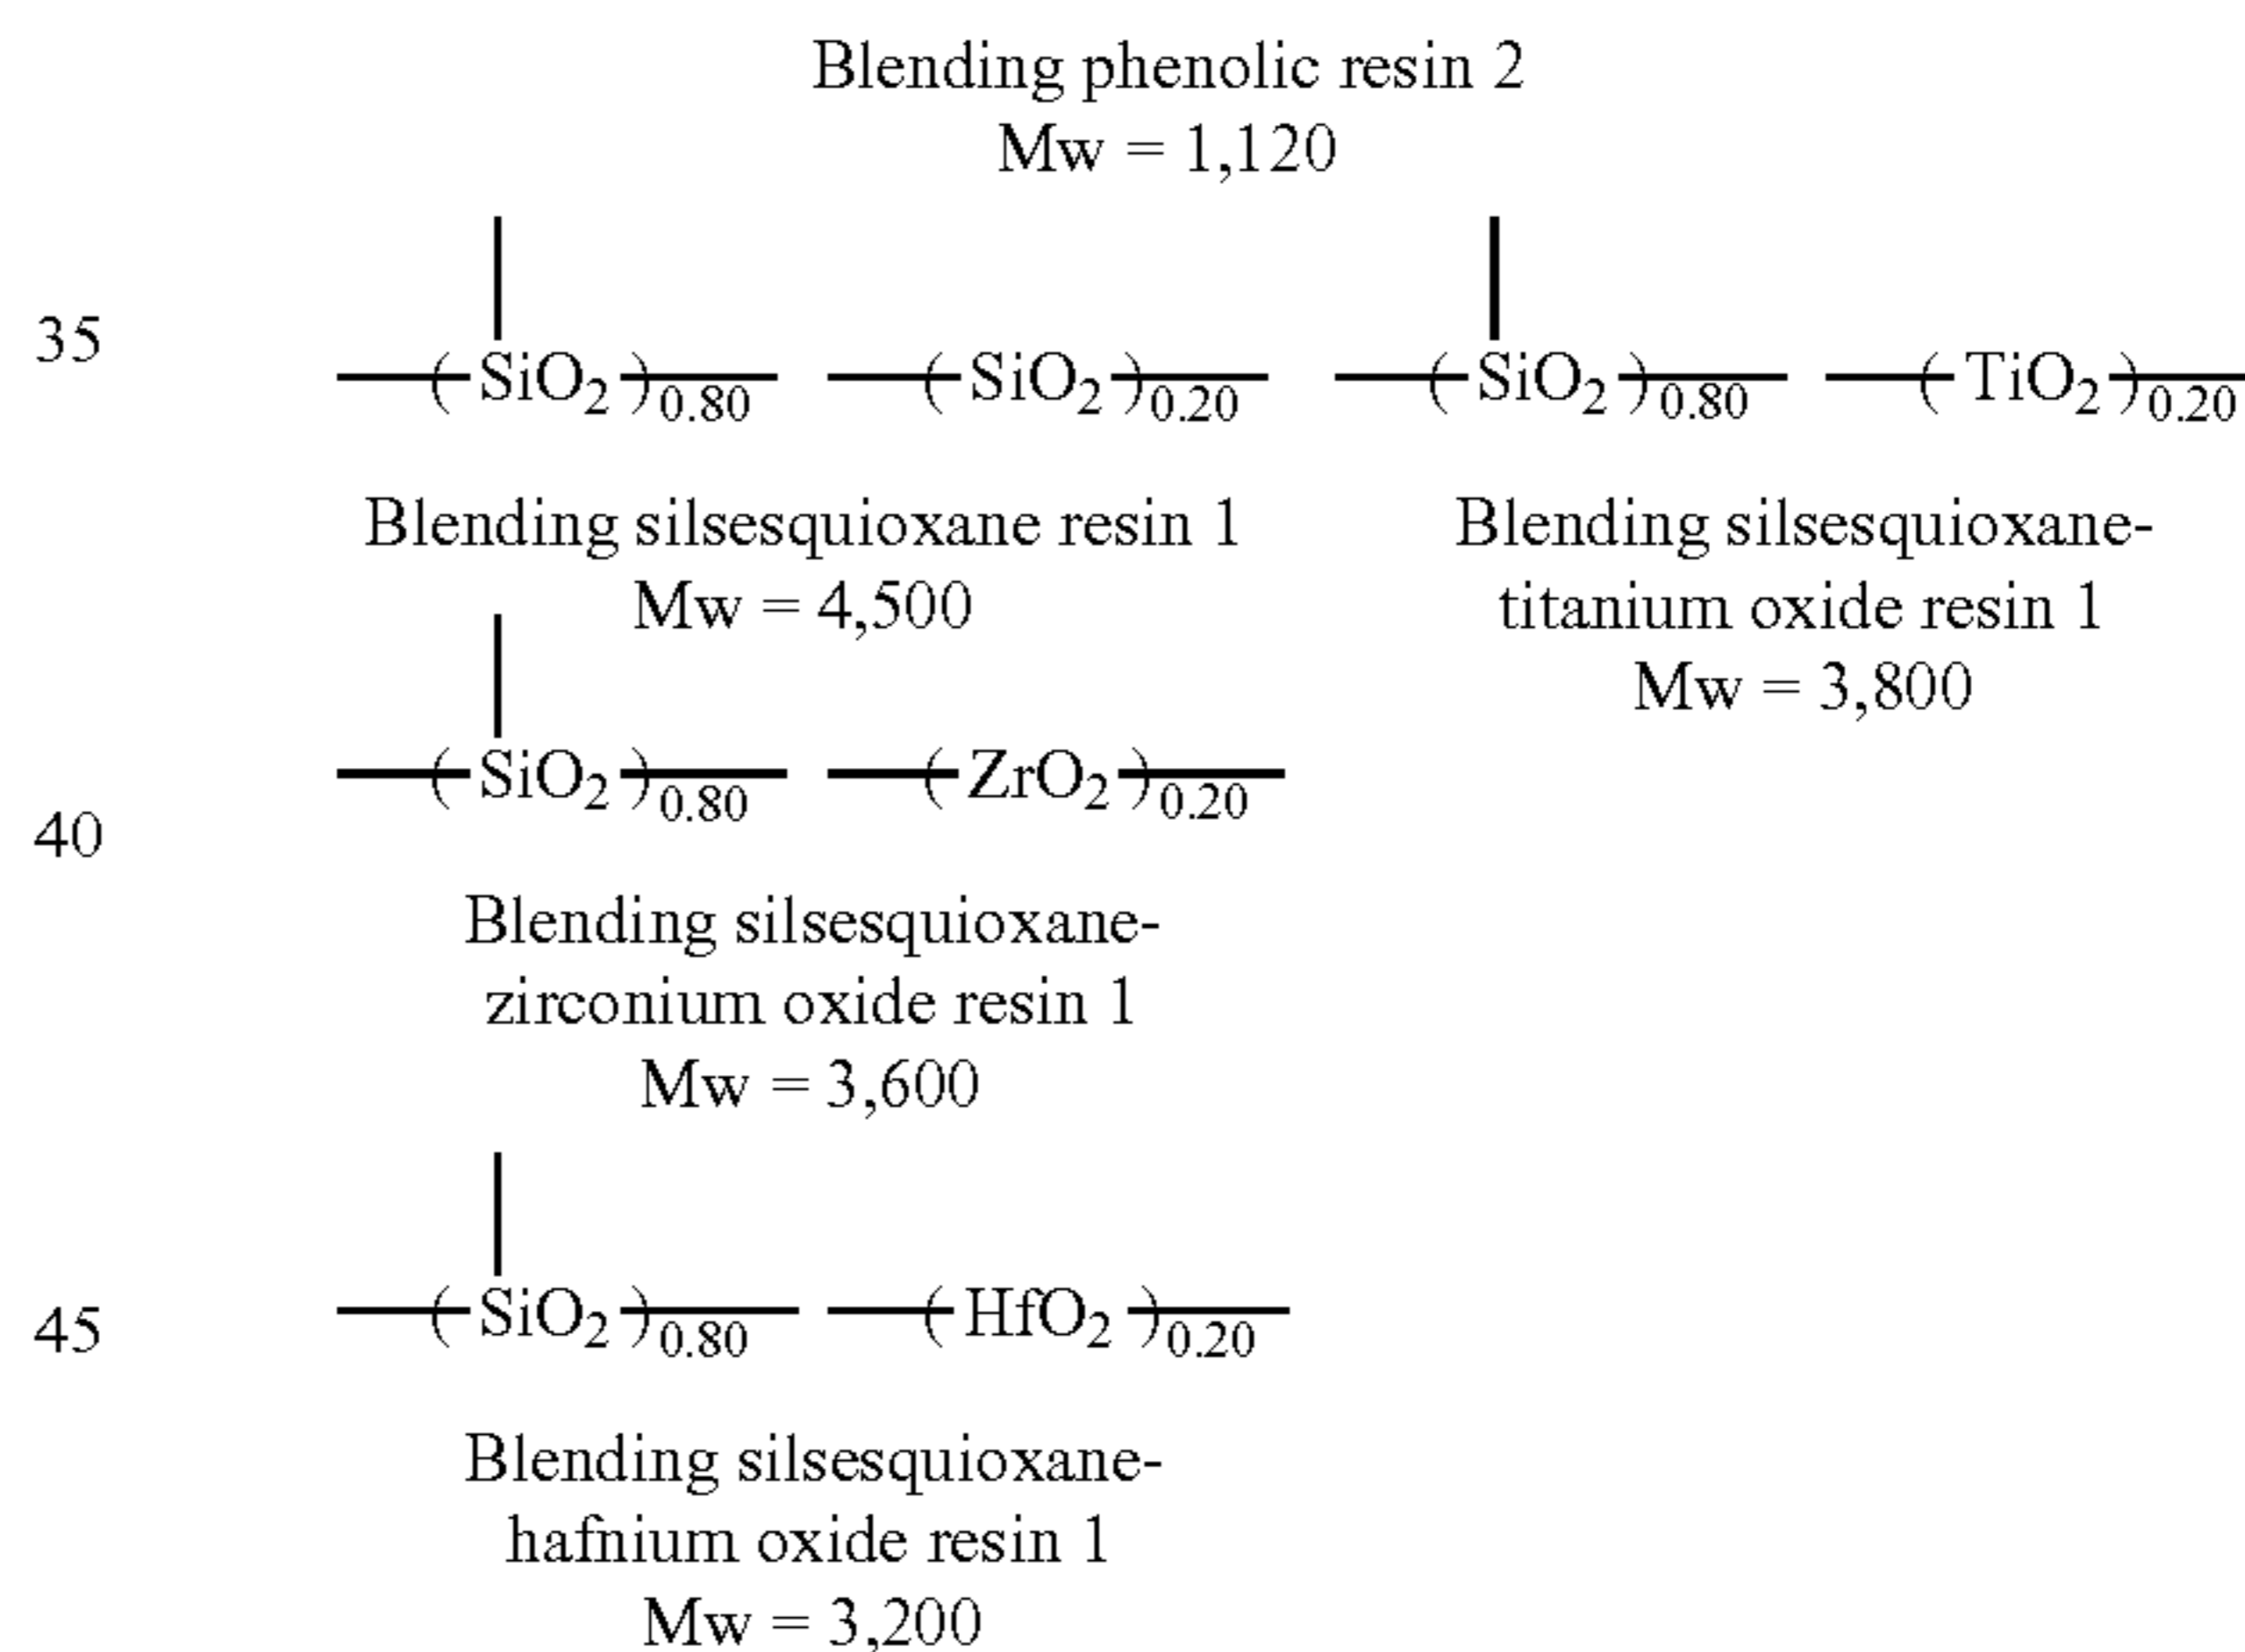 Blending phenolic resin 2
Mw = 1,120
35
(SiO₂)0.80 (SiO₂)0.20 (SiO₂)0.80 (TiO₂)0.20
Blending silsesquioxane resin 1
Mw = 4,500
Blending silsesquioxane-
titanium oxide resin 1
Mw = 3,800
(SiO₂)0.80 (ZrO₂)0.20
40
Blending silsesquioxane-
zirconium oxide resin 1
Mw = 3,600
45
(SiO₂)0.80 (HfO₂)0.20
Blending silsesquioxane-
hafnium oxide resin 1
Mw = 3,200